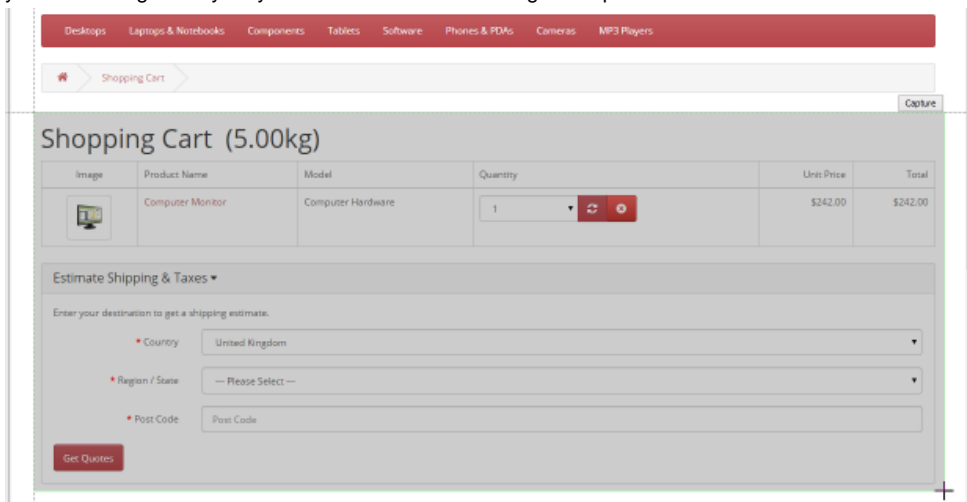 Desktops Laptops & Notebooks Components Tablets Software Phones & PDAs Cameras MP3 Players
Shopping Cart
Capture
Shopping Cart (5.00kg)
Image Product Name Model Quantity Unit Price Total
Computer Monitor Computer Hardware 1 $242.00 $242.00
Estimate Shipping & Taxes
Enter your destination to get a shipping estimate.
* Country United Kingdom
* Region / State --- Please Select ---
* Post Code Post Code
Get Quotes